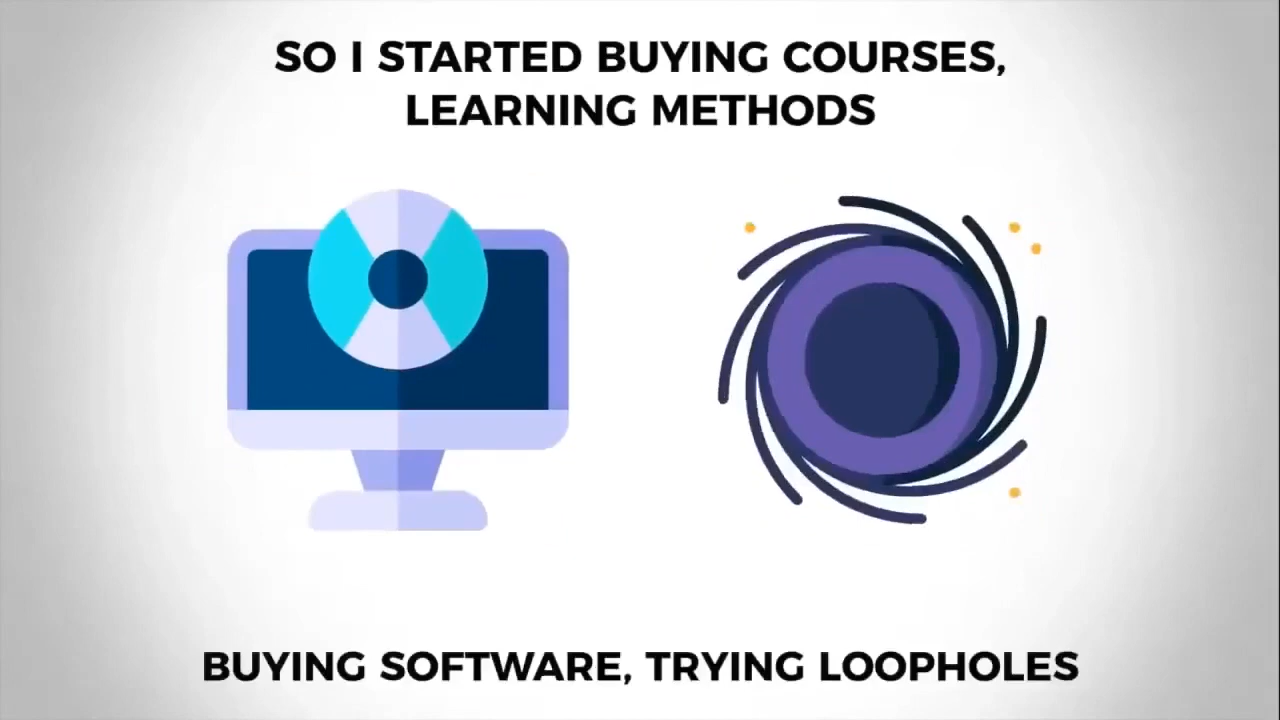 SO I STARTED BUYING COURSES,
LEARNING METHODS
BUYING SOFTWARE, TRYING LOOPHOLES